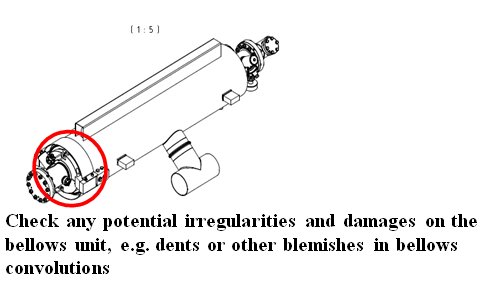 (1:5)
Check any potential irregularities and damages on the
bellows unit, e.g. dents or other blemishes in bellows
convolutions